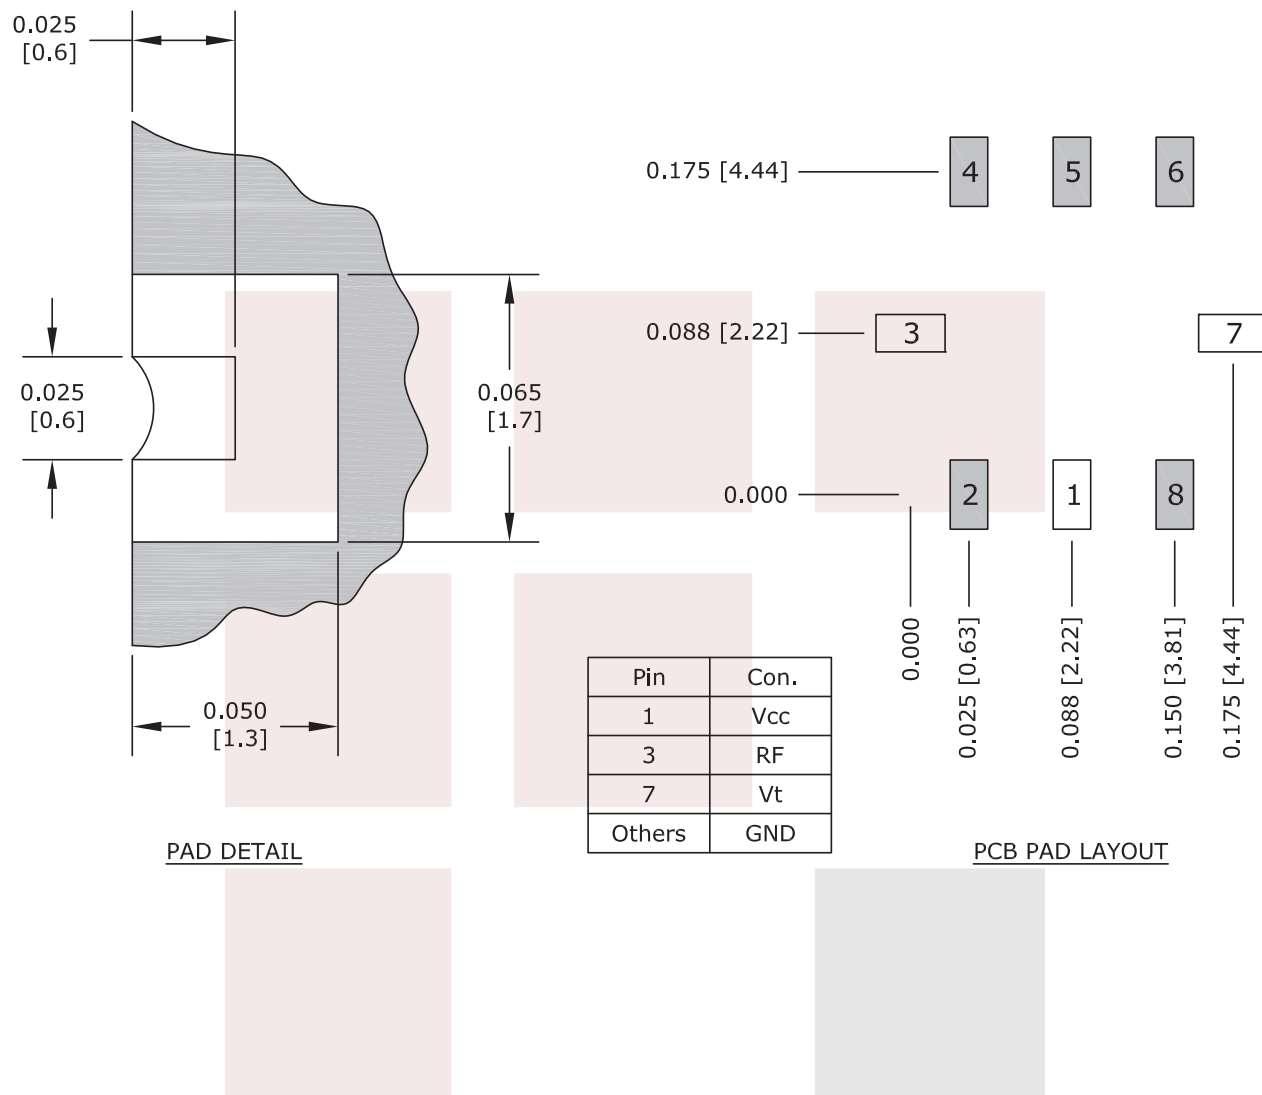 0.025
[0.6]
0.025
[0.6]
0.065
[1.7]
0.050
[1.3]
PAD DETAIL
0.175 [4.44]
4 5 6
0.088 [2.22]
3 7
0.000
2 1 8
0.000
0.025 [0.63]
0.088 [2.22]
0.150 [3.81]
0.175 [4.44]
Pin Con.
1 Vcc
3 RF
7 Vt
Others GND
PCB PAD LAYOUT